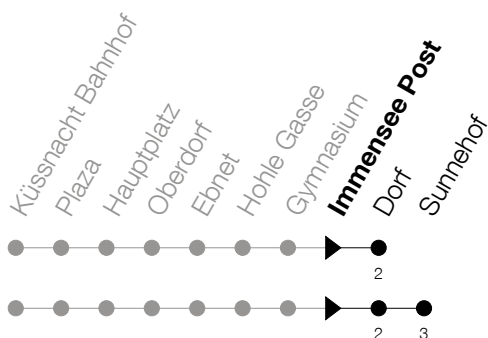 Küssnacht Bahnhof
Plaza
Hauptplatz
Oberdorf
Ebnet
Hohle Gasse
Gymnasium
Immensee Post
Dorf
Sunnehof
2
2 3